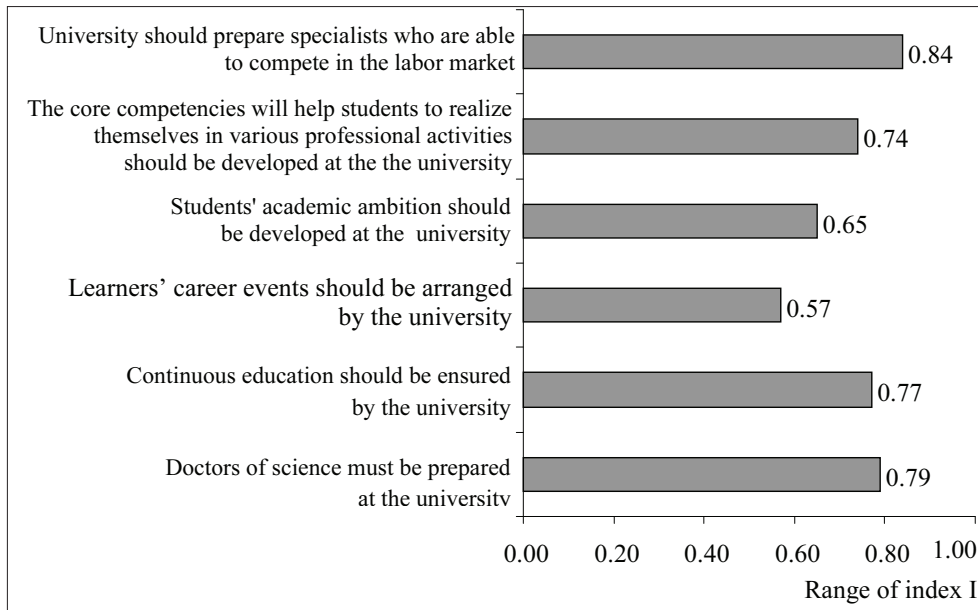 University should prepare specialists who are able
to compete in the labor market
0.84
The core competencies will help students to realize
themselves in various professional activities
should be developed at the the university
0.74
Students' academic ambition should
be developed at the university
0.65
Learners’ career events should be arranged
by the university
0.57
Continuous education should be ensured
by the university
0.77
Doctors of science must be prepared
at the university
0.79
0.00 0.20 0.40 0.60 0.80 1.00
Range of index I